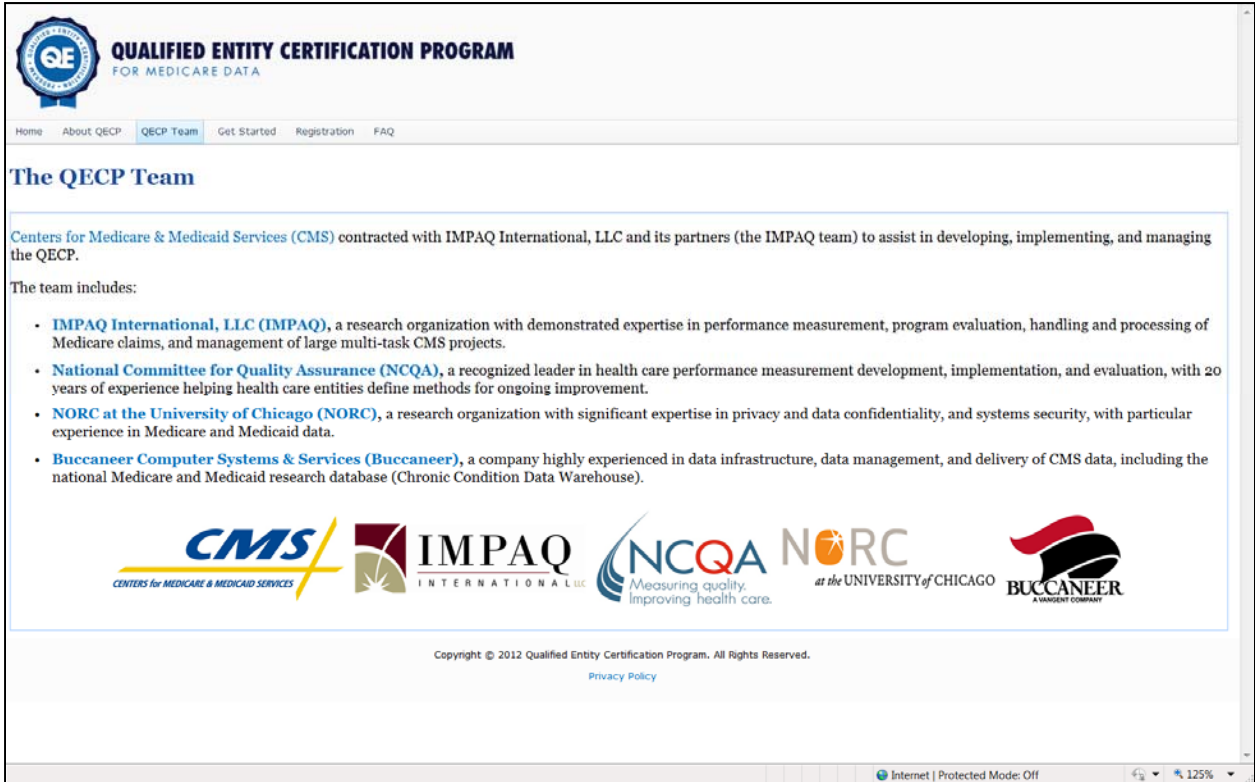 QE
QUALIFIED ENTITY CERTIFICATION PROGRAM
FOR MEDICARE DATA
Home About QECP QECP Team Get Started Registration FAQ
The QECP Team
Centers for Medicare & Medicaid Services (CMS) contracted with IMPAQ International, LLC and its partners (the IMPAQ team) to assist in developing, implementing, and managing
the QECP.
The team includes:
• IMPAQ International, LLC (IMPAQ), a research organization with demonstrated expertise in performance measurement, program evaluation, handling and processing of
Medicare claims, and management of large multi-task CMS projects.
• National Committee for Quality Assurance (NCQA), a recognized leader in health care performance measurement development, implementation, and evaluation, with 20
years of experience helping health care entities define methods for ongoing improvement.
• NORC at the University of Chicago (NORC), a research organization with significant expertise in privacy and data confidentiality, and systems security, with particular
experience in Medicare and Medicaid data.
• Buccaneer Computer Systems & Services (Buccaneer), a company highly experienced in data infrastructure, data management, and delivery of CMS data, including the
national Medicare and Medicaid research database (Chronic Condition Data Warehouse).
CMS
CENTERS for MEDICARE & MEDICAID SERVICES
IMPAQ
INTERNATIONAL LLC
NCQA
Measuring quality.
Improving health care.
NORC
at the UNIVERSITY of CHICAGO
BUCCANEER
A VANGENT COMPANY
Copyright © 2012 Qualified Entity Certification Program. All Rights Reserved.
Privacy Policy
Internet | Protected Mode: Off 125%